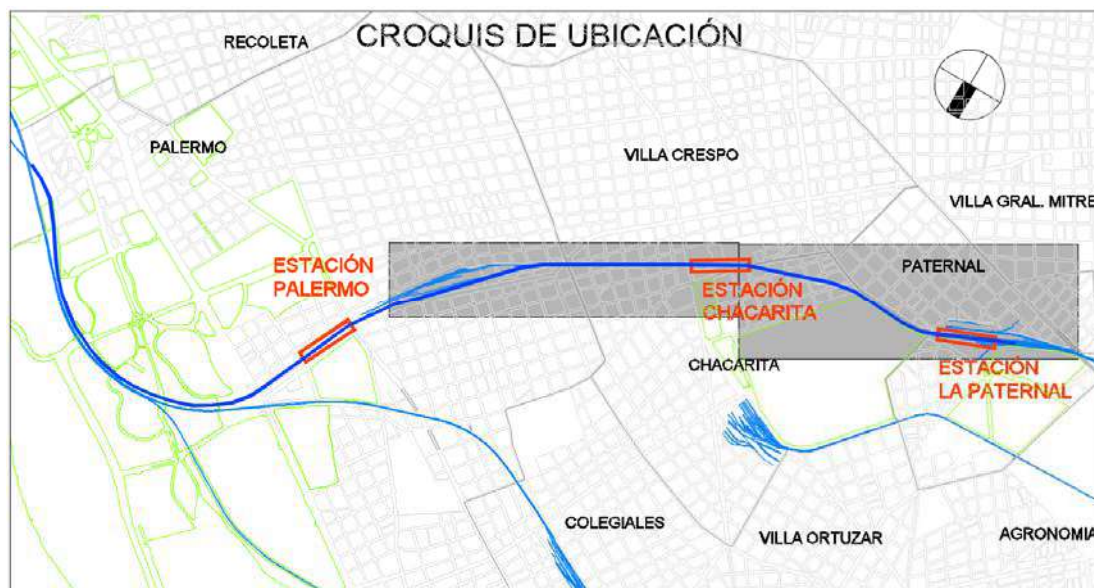 CROQUIS DE UBICACIÓN
RECOLETA
PALERMO
VILLA CRESPO
VILLA GRAL. MITRE
ESTACIÓN
PALERMO
PATERNAL
ESTACIÓN
CHACARITA
CHACARITA
ESTACIÓN
LA PATERNAL
COLEGIALES
VILLA ORTUZAR
AGRONOMIA